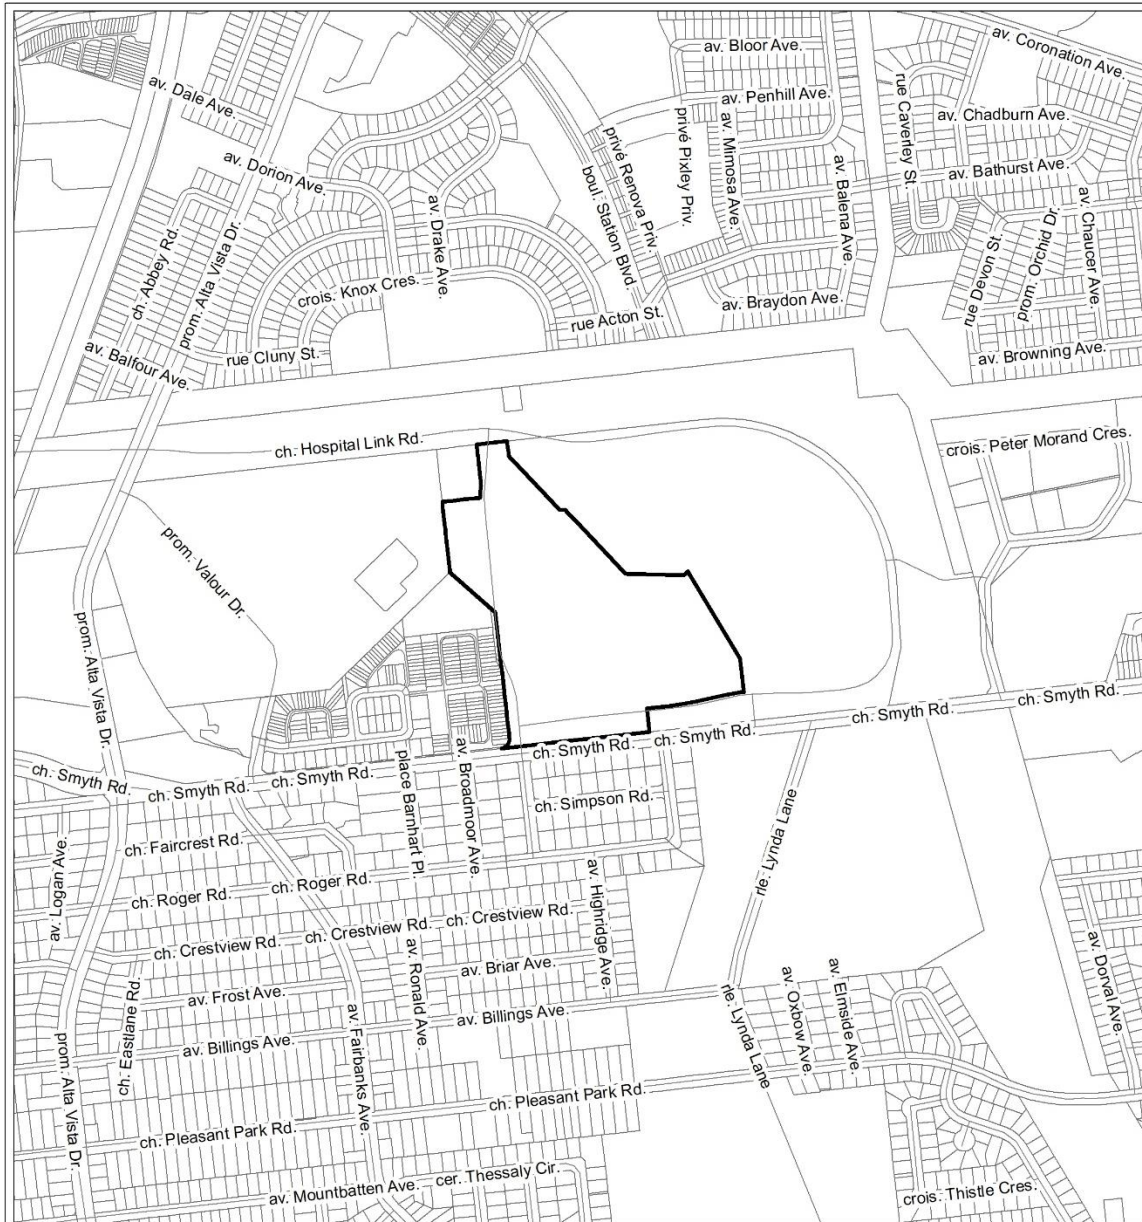 av. Coronation Ave.
av. Bloor Ave.
av. Dale Ave.
av. Penhill Ave.
rue Caverley St.
av. Chadburn Ave.
privé Pixley Priv.
av. Mimosa Ave.
privé Renova Priv.
boul. Station Blvd.
av. Dorion Ave.
av. Bathurst Ave.
av. Balena Ave.
av. Drake Ave.
ch. Abbey Rd.
prom. Alta Vista Dr.
av. Chaucer Ave.
prom. Orchid Dr.
rue Devon St.
crois. Knox Cres.
av. Braydon Ave.
rue Acton St.
rue Cluny St.
av. Balfour Ave.
av. Browning Ave.
ch. Hospital Link Rd.
crois. Peter Morand Cres.
prom. Valour Dr.
prom. Alta Vista Dr.
ch. Smyth Rd.
ch. Smyth Rd.
ch. Smyth Rd.
ch. Smyth Rd.
ch. Smyth Rd.
ch. Smyth Rd.
ch. Smyth Rd.
place Barnhart Pl.
av. Broadmoor Ave.
ch. Simpson Rd.
rle. Lynda Lane
ch. Faircrest Rd.
ch. Roger Rd.
ch. Roger Rd.
av. Logan Ave.
av. Highridge Ave.
ch. Crestview Rd.
ch. Crestview Rd.
ch. Crestview Rd.
av. Ronald Ave.
av. Briar Ave.
av. Frost Ave.
ch. Eastlane Rd.
av. Billings Ave.
av. Billings Ave.
av. Fairbanks Ave.
rle. Lynda Lane
av. Oxbow Ave.
av. Elmside Ave.
av. Dorval Ave.
prom. Alta Vista Dr.
ch. Pleasant Park Rd.
ch. Pleasant Park Rd.
av. Mountbatten Ave.
cer. Thessaly Cir.
crois. Thistle Cres.